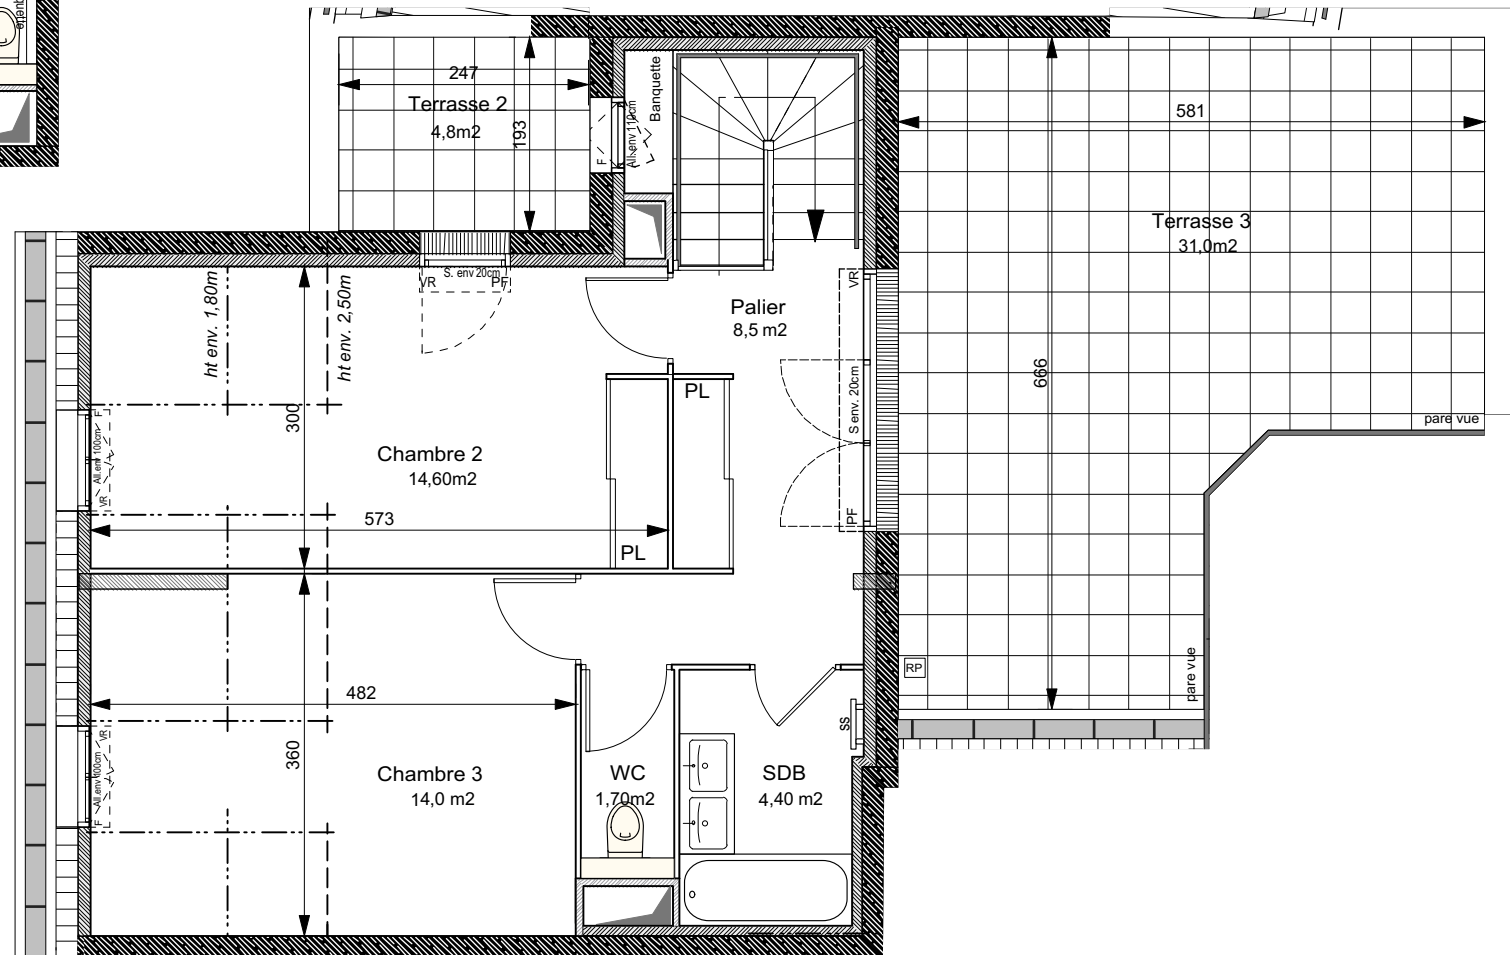 quette
247
Terrasse 2
4,8m2
193
F
All. env 110cm
Banquette
581
Terrasse 3
31,0m2
666
pare vue
pare vue
RP
ht env. 1,80m
ht env. 2,50m
S. env 20cm
VR
PF
Palier
8,5 m2
VR
S env. 20cm
PF
PL
PL
300
Chambre 2
14,60m2
573
F
All.env 100cm
VR
482
360
Chambre 3
14,0 m2
VR
All.env 100cm
F
WC
1,70m2
SDB
4,40 m2
SS